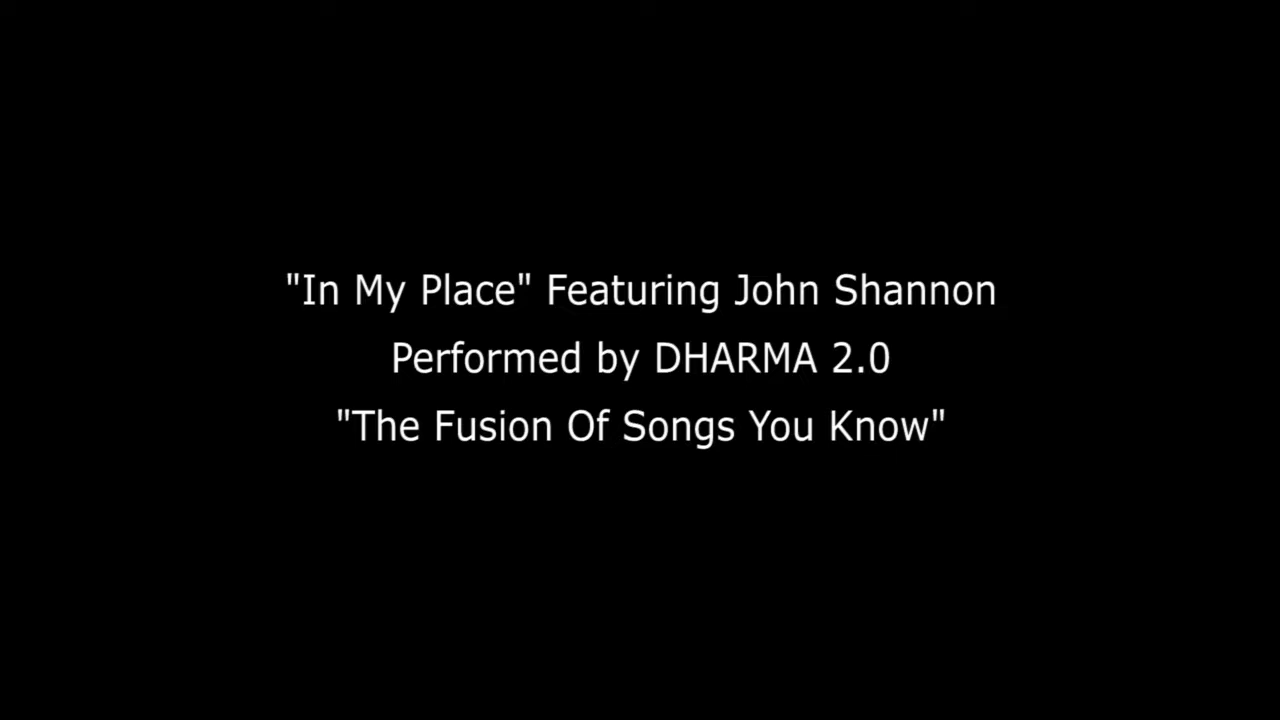 "In My Place" Featuring John Shannon
Performed by DHARMA 2.0
"The Fusion Of Songs You Know"